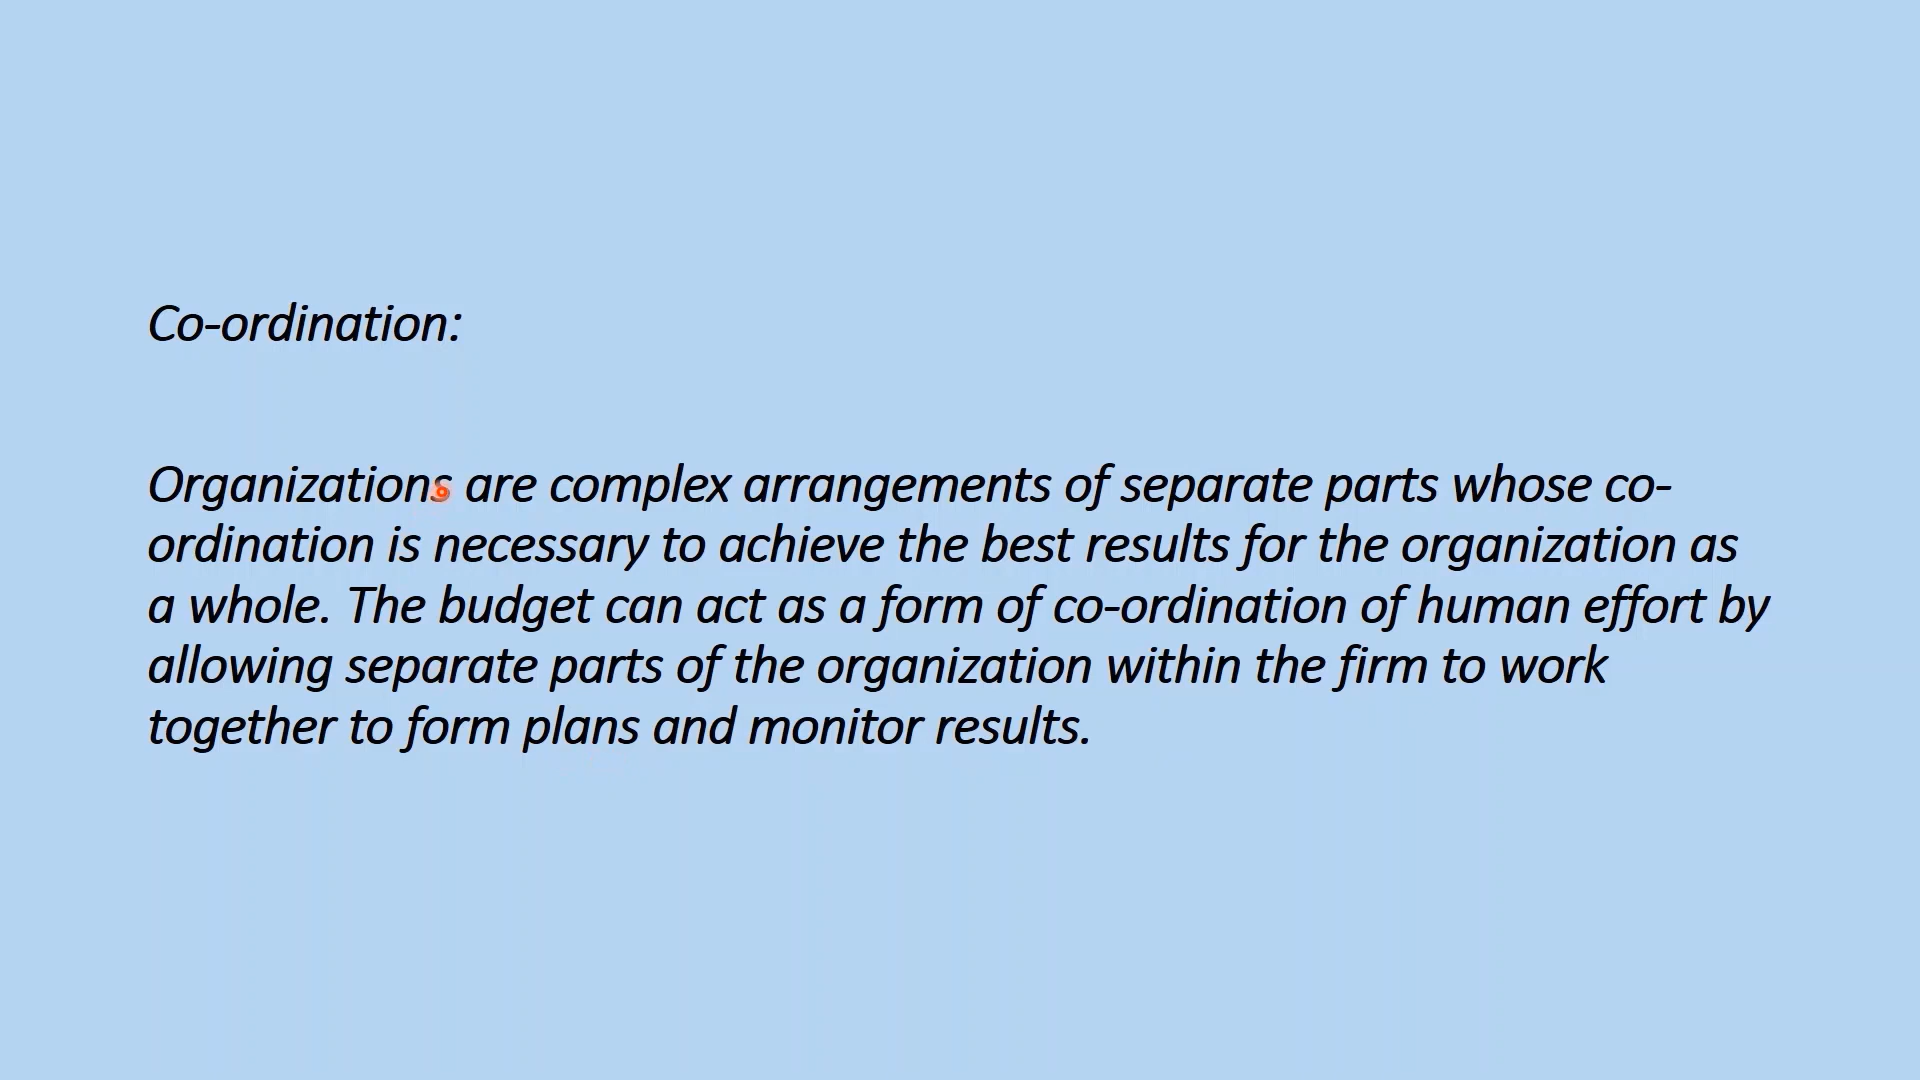 Co-ordination:
Organizations are complex arrangements of separate parts whose co-
ordination is necessary to achieve the best results for the organization as
a whole. The budget can act as a form of co-ordination of human effort by
allowing separate parts of the organization within the firm to work
together to form plans and monitor results.